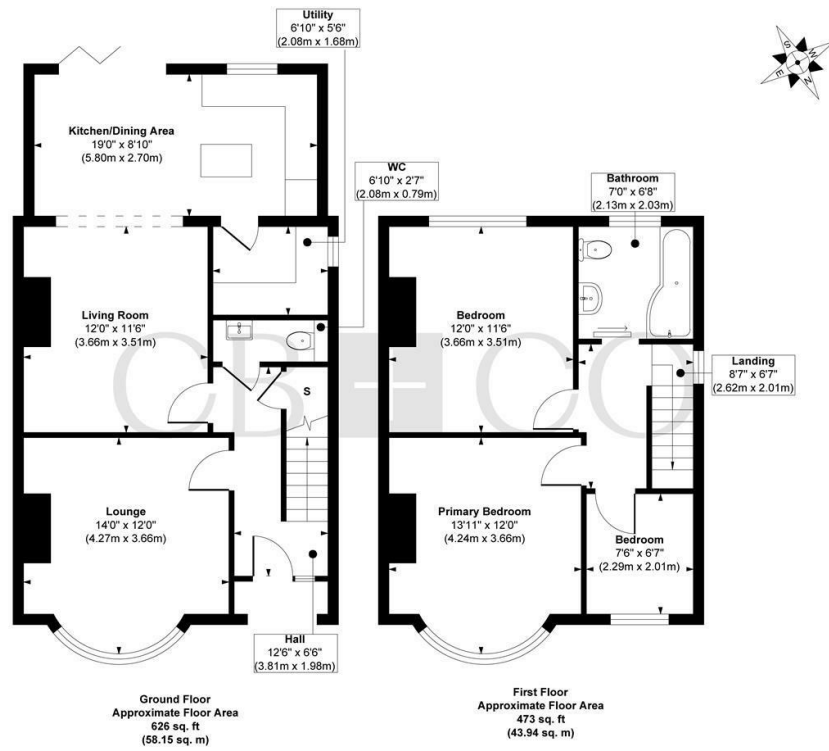 Utility
6'10" x 5'6"
(2.08m x 1.68m)
S
W
E
N
Kitchen/Dining Area
19'0" x 8'10"
(5.80m x 2.70m)
WC
6'10" x 2'7"
(2.08m x 0.79m)
Bathroom
7'0" x 6'8"
(2.13m x 2.03m)
Living Room
12'0" x 11'6"
(3.66m x 3.51m)
Bedroom
12'0" x 11'6"
(3.66m x 3.51m)
Landing
8'7" x 6'7"
(2.62m x 2.01m)
CB+CO
S
Lounge
14'0" x 12'0"
(4.27m x 3.66m)
Primary Bedroom
13'11" x 12'0"
(4.24m x 3.66m)
Bedroom
7'6" x 6'7"
(2.29m x 2.01m)
Hall
12'6" x 6'6"
(3.81m x 1.98m)
Ground Floor
Approximate Floor Area
626 sq. ft
(58.15 sq. m)
First Floor
Approximate Floor Area
473 sq. ft
(43.94 sq. m)